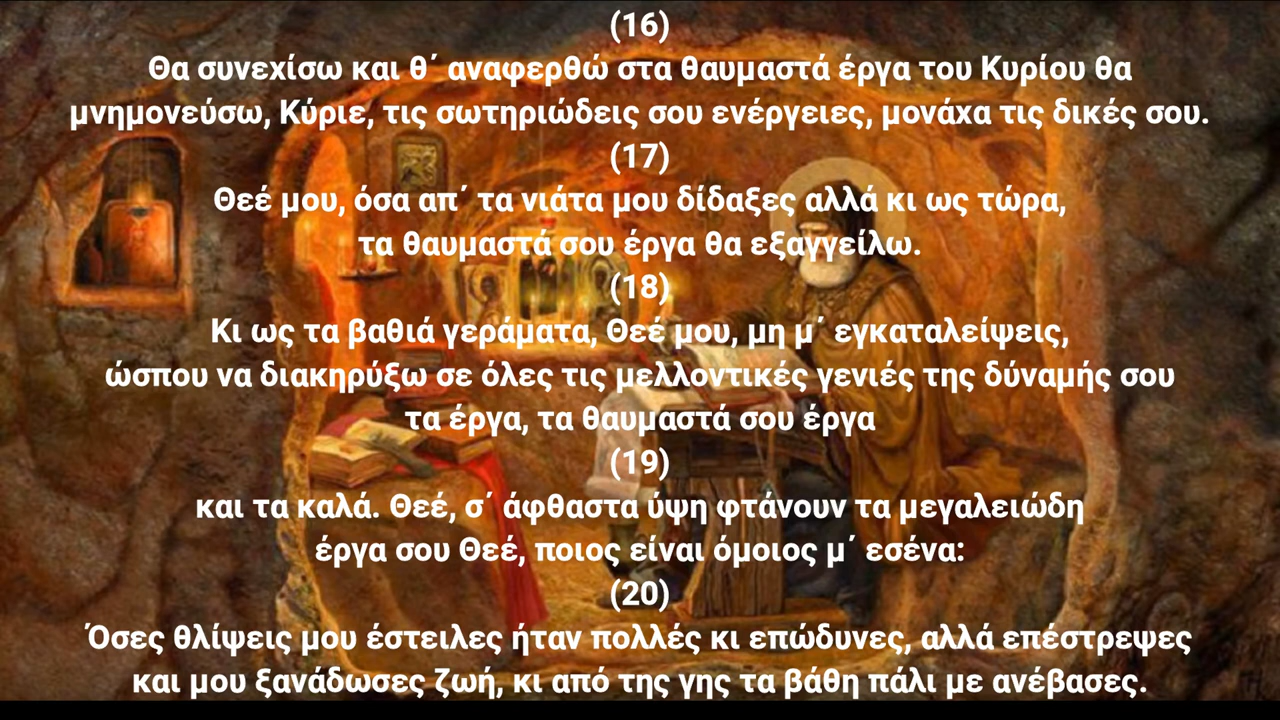 (16)
Θα συνεχίσω και θ΄ αναφερθώ στα θαυμαστά έργα του Κυρίου θα
μνημονεύσω, Κύριε, τις σωτηριώδεις σου ενέργειες, μονάχα τις δικές σου.
(17)
Θεέ μου, όσα απ΄ τα νιάτα μου δίδαξες αλλά κι ως τώρα,
τα θαυμαστά σου έργα θα εξαγγείλω.
(18)
Κι ως τα βαθιά γεράματα, Θεέ μου, μη μ΄ εγκαταλείψεις,
ώσπου να διακηρύξω σε όλες τις μελλοντικές γενιές της δύναμής σου
τα έργα, τα θαυμαστά σου έργα
(19)
και τα καλά. Θεέ, σ΄ άφθαστα ύψη φτάνουν τα μεγαλειώδη
έργα σου Θεέ, ποιος είναι όμοιος μ΄ εσένα:
(20)
Όσες θλίψεις μου έστειλες ήταν πολλές κι επώδυνες, αλλά επέστρεψες
και μου ξανάδωσες ζωή, κι από της γης τα βάθη πάλι με ανέβασες.